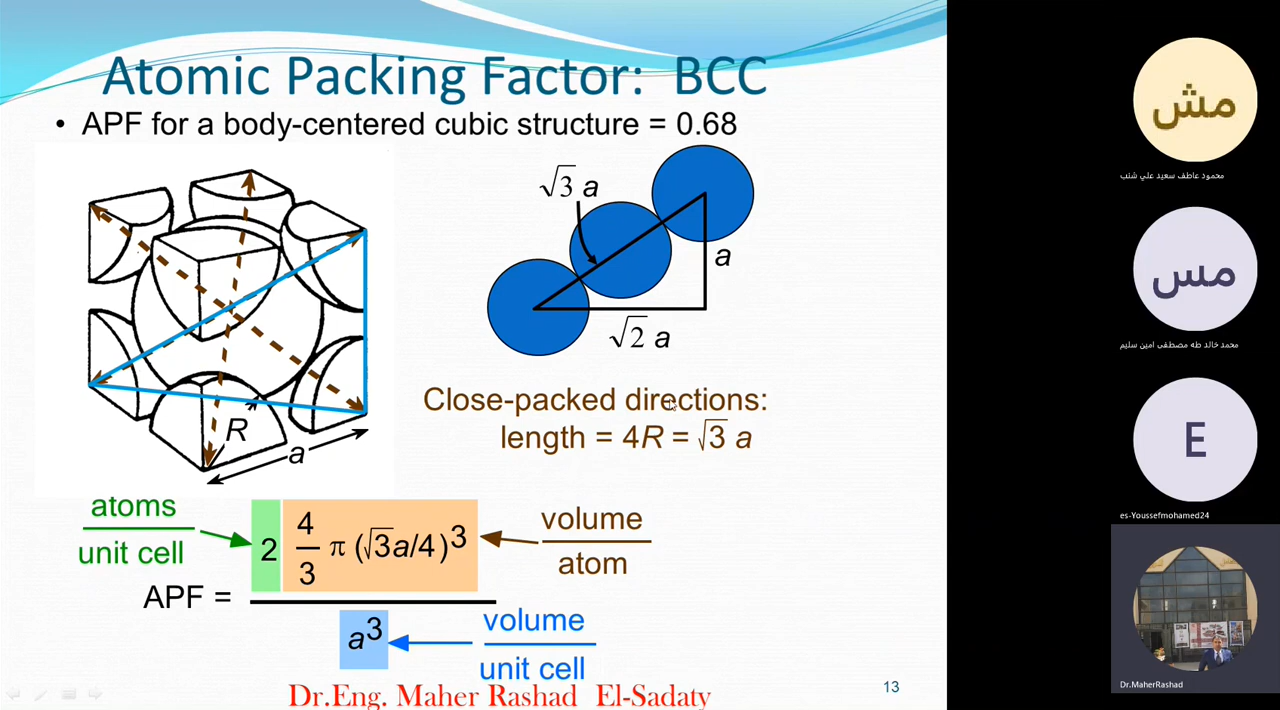 Atomic Packing Factor: BCC
• APF for a body-centered cubic structure = 0.68
√3 a
a
√2 a
R
a
Close-packed directions:
length = 4R = √3 a
atoms
unit cell
2
4
3
π (√3a/4)3
volume
atom
APF =
a3
volume
unit cell
Dr.Eng. Maher Rashad El-Sadaty
13
مش
محمود عاطف سعيد علي شنب
مس
محمد خالد طه مصطفى امين سليم
E
es-Youssefmohamed24
Dr.MaherRashad